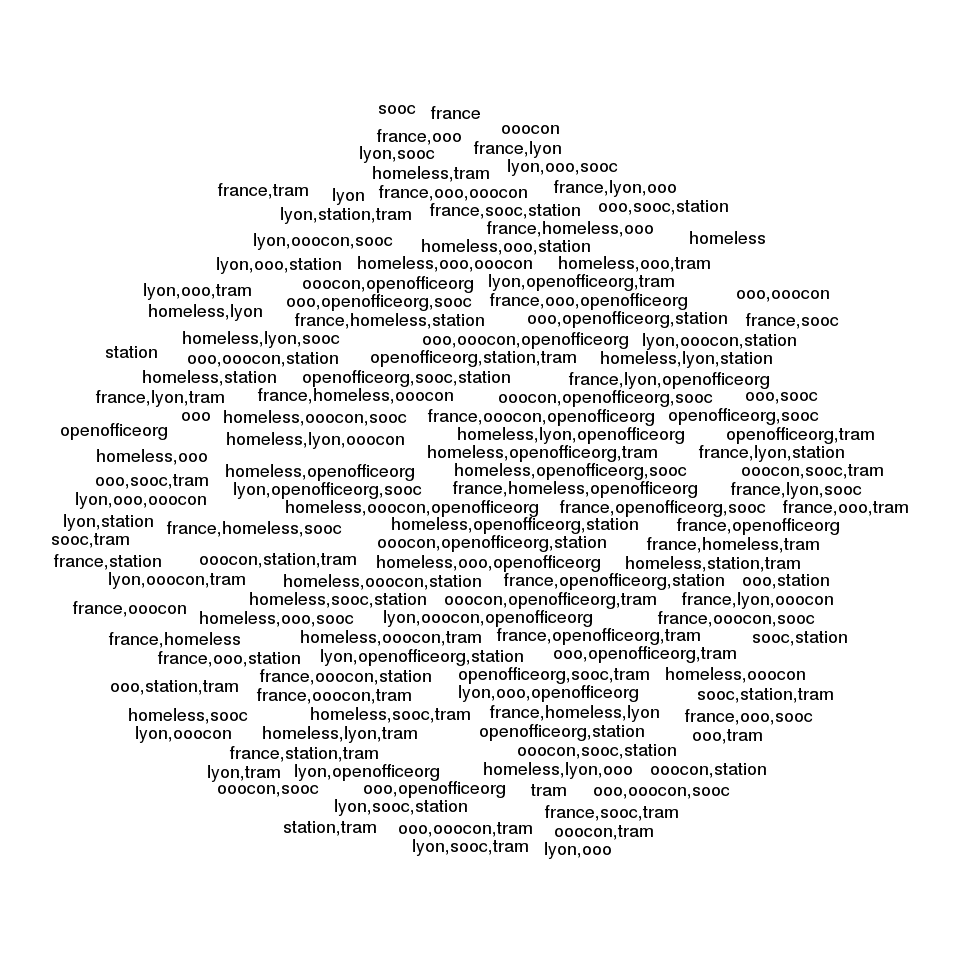 sooc france
ooocon
france,ooo
france,lyon
lyon,sooc
lyon,ooo,sooc
homeless,tram
france,tram lyon france,ooo,ooocon france,lyon,ooo
lyon,station,tram france,sooc,station ooo,sooc,station
france,homeless,ooo
lyon,ooocon,sooc homeless,ooo,station homeless
lyon,ooo,station homeless,ooo,ooocon homeless,ooo,tram
ooocon,openofficeorg lyon,openofficeorg,tram
lyon,ooo,tram ooo,openofficeorg,sooc france,ooo,openofficeorg ooo,ooocon
homeless,lyon france,homeless,station ooo,openofficeorg,station france,sooc
homeless,lyon,sooc ooo,ooocon,openofficeorg lyon,ooocon,station
station ooo,ooocon,station openofficeorg,station,tram homeless,lyon,station
homeless,station openofficeorg,sooc,station france,lyon,openofficeorg
france,lyon,tram france,homeless,ooocon ooocon,openofficeorg,sooc ooo,sooc
ooo homeless,ooocon,sooc france,ooocon,openofficeorg openofficeorg,sooc
openofficeorg homeless,lyon,ooocon homeless,lyon,openofficeorg openofficeorg,tram
homeless,ooo homeless,openofficeorg,tram france,lyon,station
homeless,openofficeorg homeless,openofficeorg,sooc ooocon,sooc,tram
ooo,sooc,tram lyon,openofficeorg,sooc france,homeless,openofficeorg france,lyon,sooc
lyon,ooo,ooocon homeless,ooocon,openofficeorg france,openofficeorg,sooc france,ooo,tram
lyon,station france,homeless,sooc homeless,openofficeorg,station france,openofficeorg
sooc,tram ooocon,openofficeorg,station france,homeless,tram
france,station ooocon,station,tram homeless,ooo,openofficeorg homeless,station,tram
lyon,ooocon,tram homeless,ooocon,station france,openofficeorg,station ooo,station
homeless,sooc,station ooocon,openofficeorg,tram france,lyon,ooocon
france,ooocon homeless,ooo,sooc lyon,ooocon,openofficeorg france,ooocon,sooc
france,homeless homeless,ooocon,tram france,openofficeorg,tram sooc,station
france,ooo,station lyon,openofficeorg,station ooo,openofficeorg,tram
france,ooocon,station openofficeorg,sooc,tram homeless,ooocon
ooo,station,tram france,ooocon,tram lyon,ooo,openofficeorg sooc,station,tram
homeless,sooc homeless,sooc,tram france,homeless,lyon france,ooo,sooc
lyon,ooocon homeless,lyon,tram openofficeorg,station ooo,tram
france,station,tram ooocon,sooc,station
lyon,tram lyon,openofficeorg homeless,lyon,ooo ooocon,station
ooocon,sooc ooo,openofficeorg tram ooo,ooocon,sooc
lyon,sooc,station france,sooc,tram
station,tram ooo,ooocon,tram ooocon,tram
lyon,sooc,tram lyon,ooo